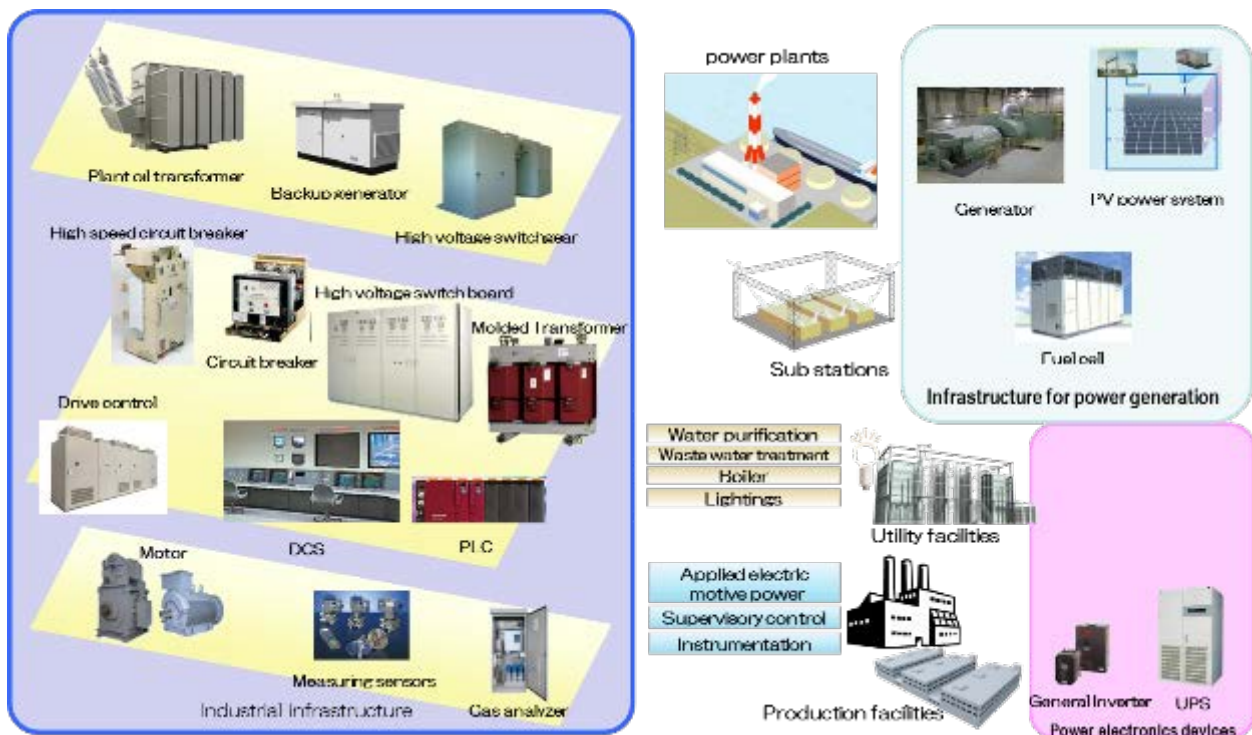 Plant oil transformer
Backup xenerator
High voltage switchgear
High speed circuit breaker
Circuit breaker
High voltage switch board
Molded Transformer
Drive control
DCS
PLC
Motor
Measuring sensors
Gas analyzer
Industrial Infrastructure
power plants
Sub stations
Water purification
Waste water treatment
Boiler
Lightings
Utility facilities
Applied electric
motive power
Supervisory control
Instrumentation
Production facilities
Generator
PV power system
Fuel cell
Infrastructure for power generation
General Inverter
UPS
Power electronics devices